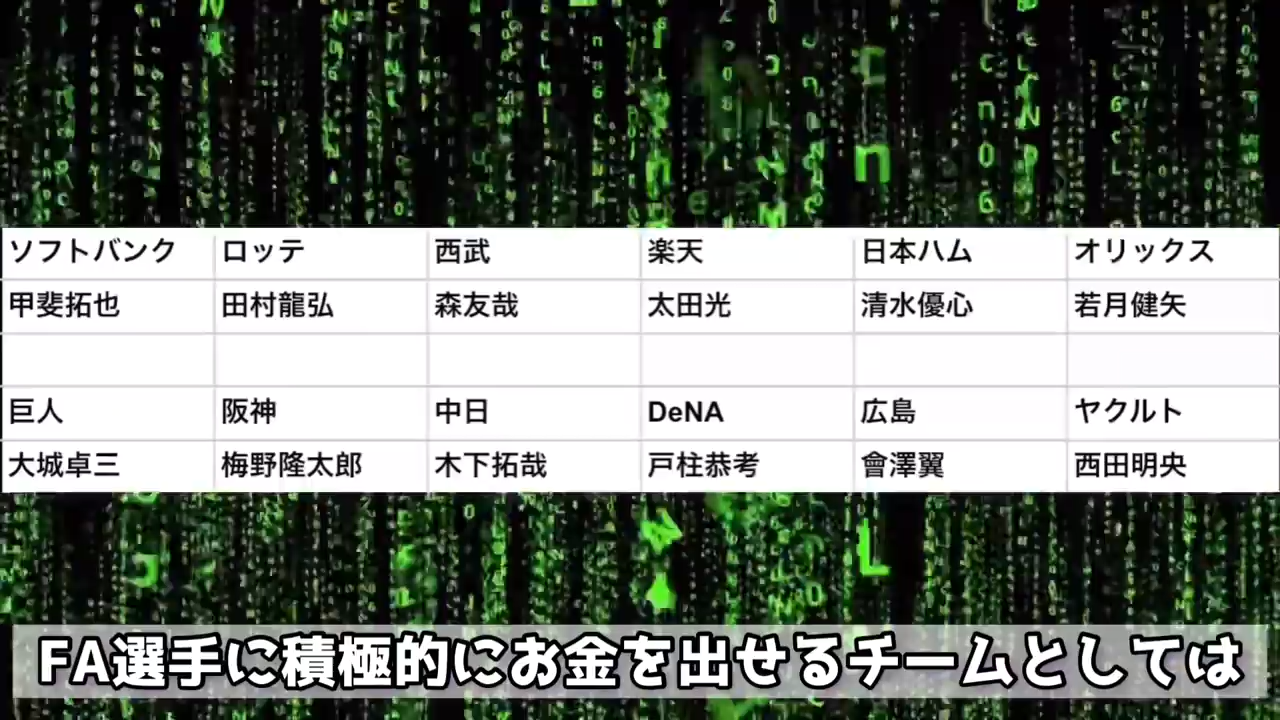 ソフトバンク ロッテ 西武 楽天 日本ハム オリックス
甲斐拓也 田村龍弘 森友哉 太田光 清水優心 若月健矢
巨人 阪神 中日 DeNA 広島 ヤクルト
大城卓三 梅野隆太郎 木下拓哉 戸柱恭考 會澤翼 西田明央
FA選手に積極的にお金を出せるチームとしては